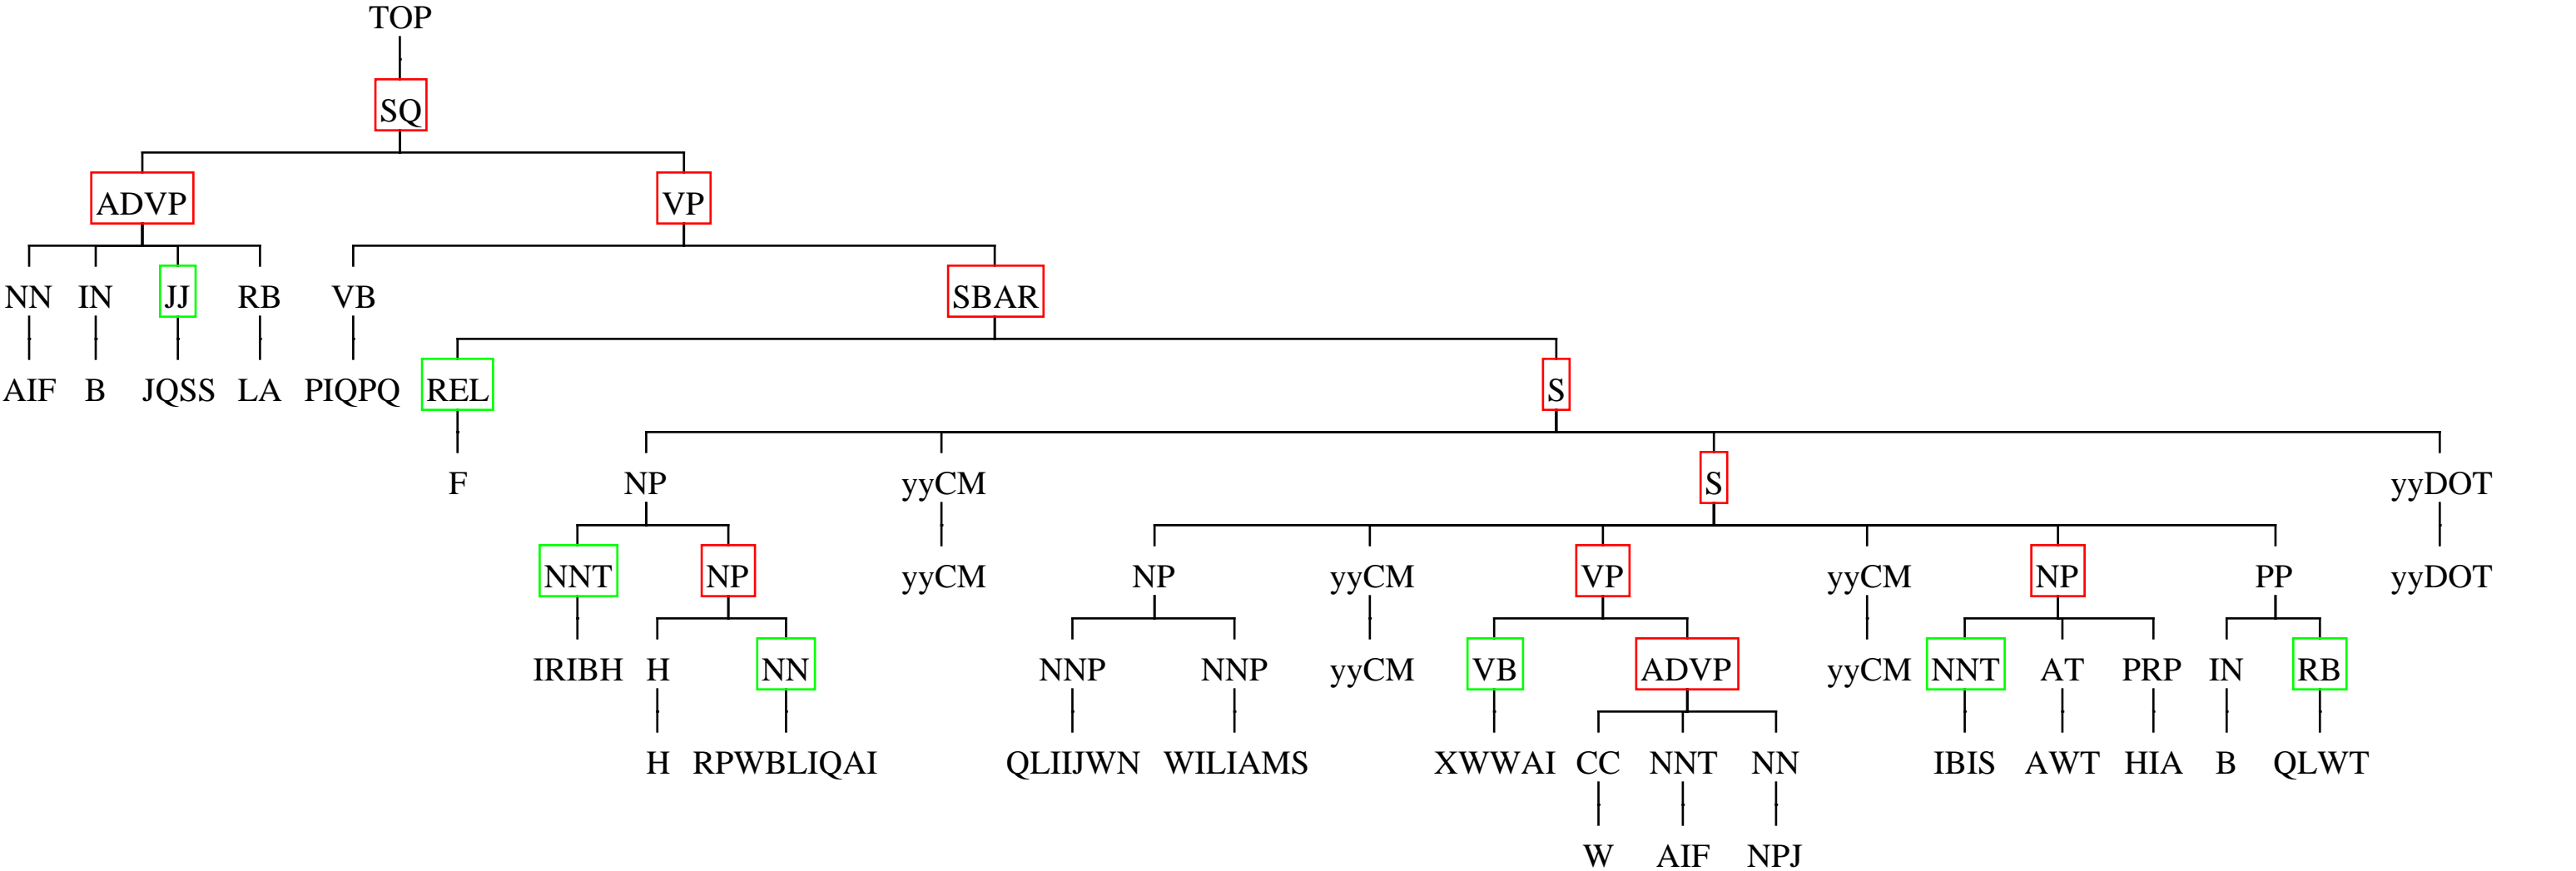 TOP
SQ
ADVP VP
NN IN JJ RB VB SBAR
AIF B JQSS LA PIQPQ REL S
F NP yyCM S yyDOT
NNT NP yyCM NP yyCM VP yyCM NP PP yyDOT
IRIBH H NN NNP NNP yyCM VB ADVP yyCM NNT AT PRP IN RB
H RPWBLIQAI QLIIJWN WILIAMS XWWAI CC NNT NN IBIS AWT HIA B QLWT
W AIF NPJ